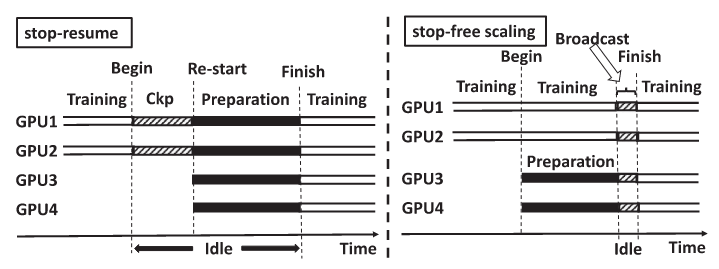 stop-resume
Begin Re-start Finish
Training Ckp Preparation Training
GPU1
GPU2
GPU3
GPU4
Idle Time
stop-free scaling
Broadcast
Begin Finish
Training Training Training
GPU1
GPU2
Preparation
GPU3
GPU4
Idle Time